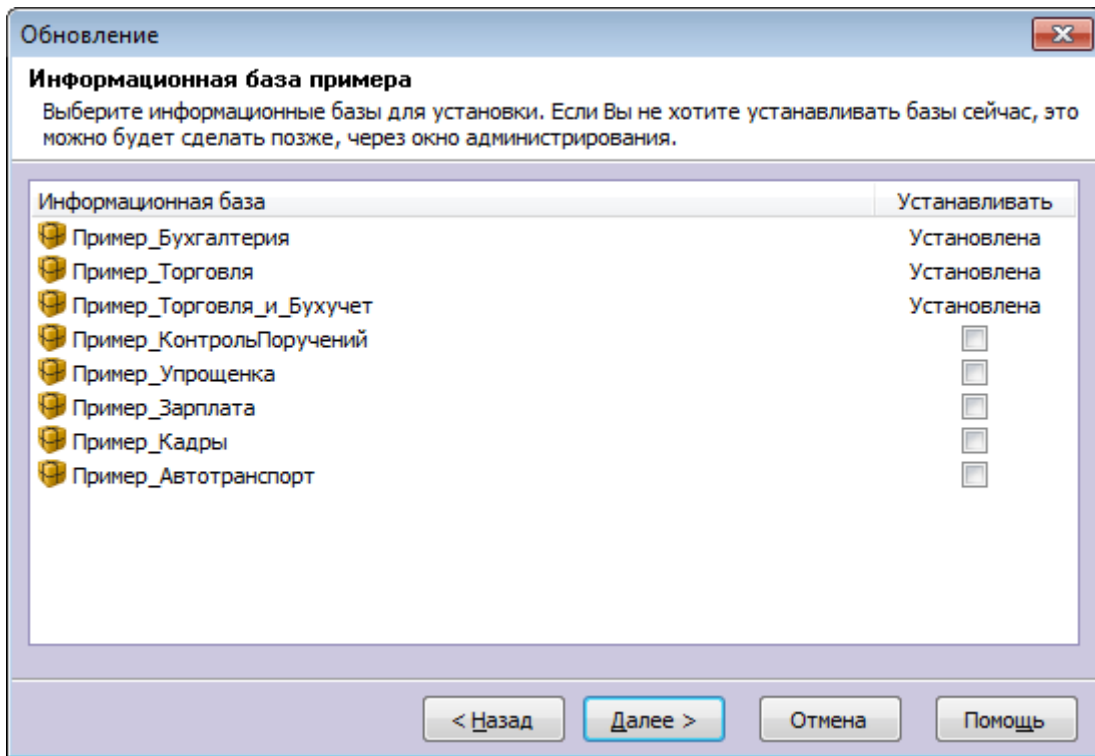 Обновление
Информационная база примера
Выберите информационные базы для установки. Если Вы не хотите устанавливать базы сейчас, это
можно будет сделать позже, через окно администрирования.
Информационная база Устанавливать
Пример_Бухгалтерия Установлена
Пример_Торговля Установлена
Пример_Торговля_и_Бухучет Установлена
Пример_КонтрольПоручений
Пример_Упрощенка
Пример_Зарплата
Пример_Кадры
Пример_Автотранспорт
< Назад Далее > Отмена Помощь